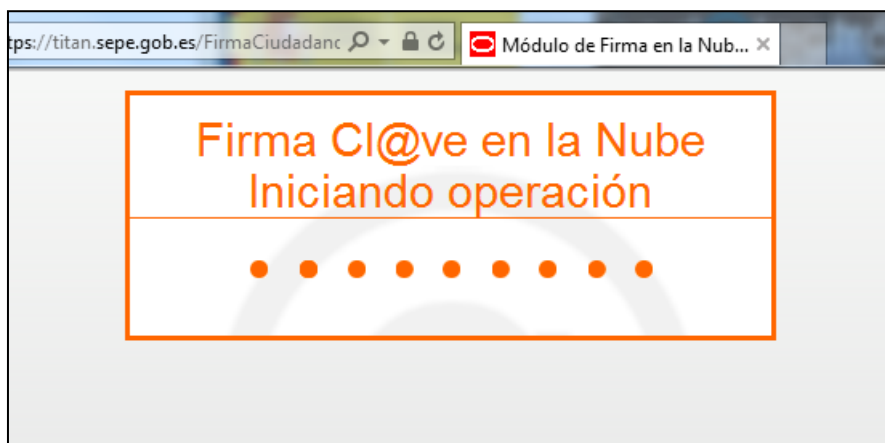 tps://titan.sepe.gob.es/FirmaCiudadanc
Módulo de Firma en la Nub...
Firma Cl@ve en la Nube
Iniciando operación